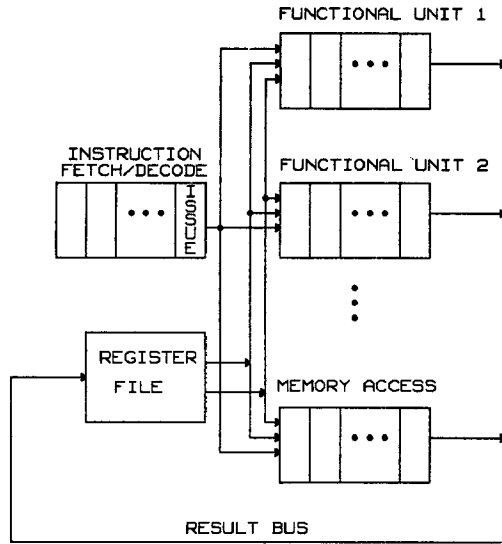 FUNCTIONAL UNIT 1
INSTRUCTION
FETCH/DECODE
ISSUE
FUNCTIONAL UNIT 2
REGISTER
FILE
MEMORY ACCESS
RESULT BUS